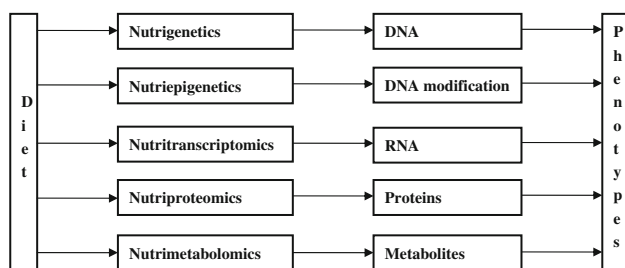 Diet
Nutrigenetics
DNA
Nutriepigenetics
DNA modification
Nutritranscriptomics
RNA
Nutriproteomics
Proteins
Nutrimetabolomics
Metabolites
Phenotypes